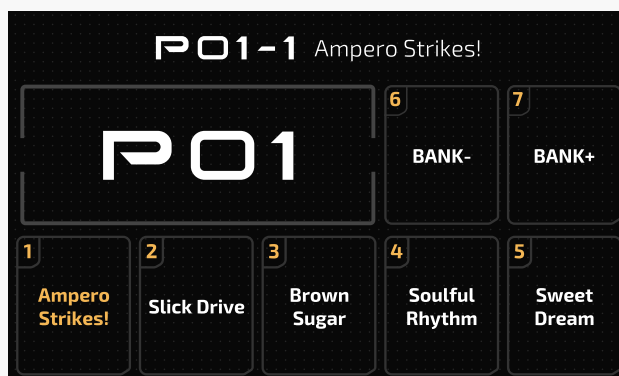 P01-1 Ampero Strikes!
P01
6
BANK-
7
BANK+
1
Ampero
Strikes!
2
Slick Drive
3
Brown
Sugar
4
Soulful
Rhythm
5
Sweet
Dream